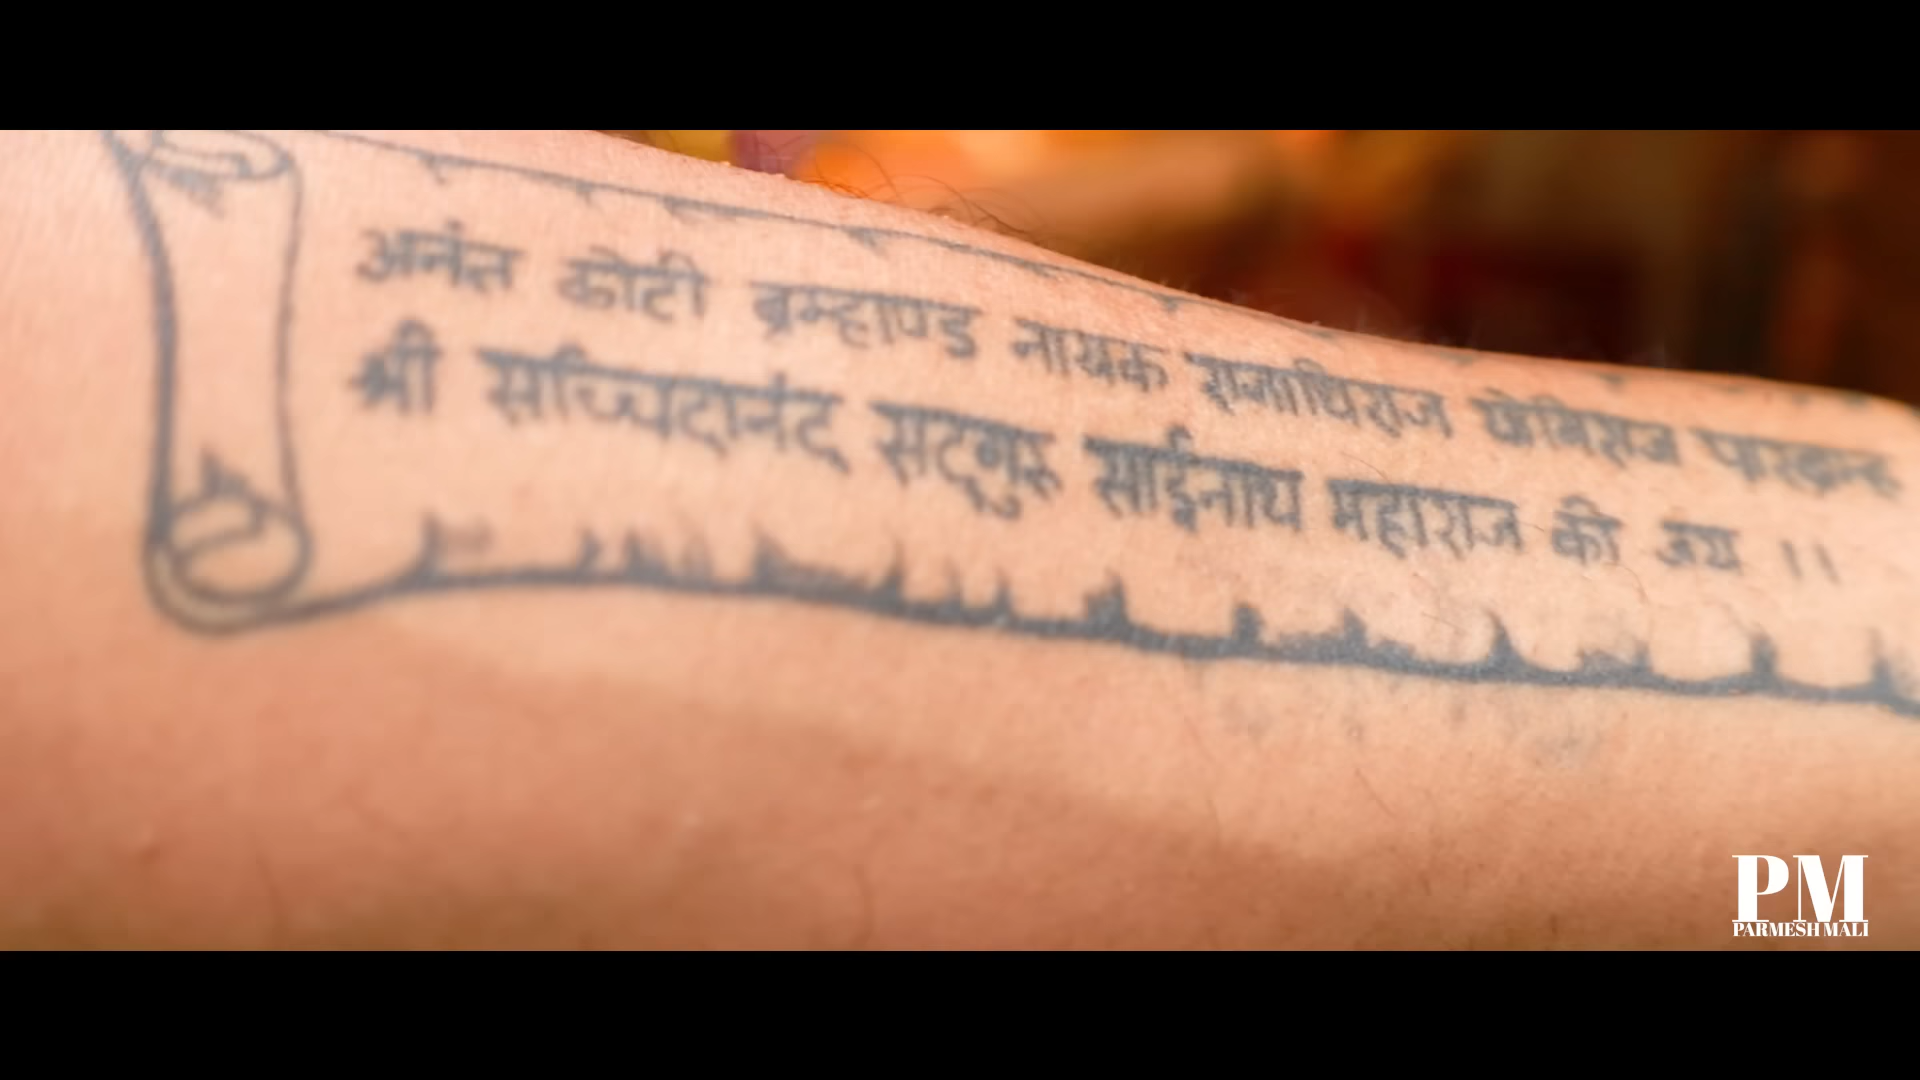 अनंत कोटी ब्रम्हाण्ड नायक राजाधिराज योगिराज
श्री सच्चिदानंद सद्गुरु साईनाथ महाराज की जय ।।
PM
PARMESH MALI